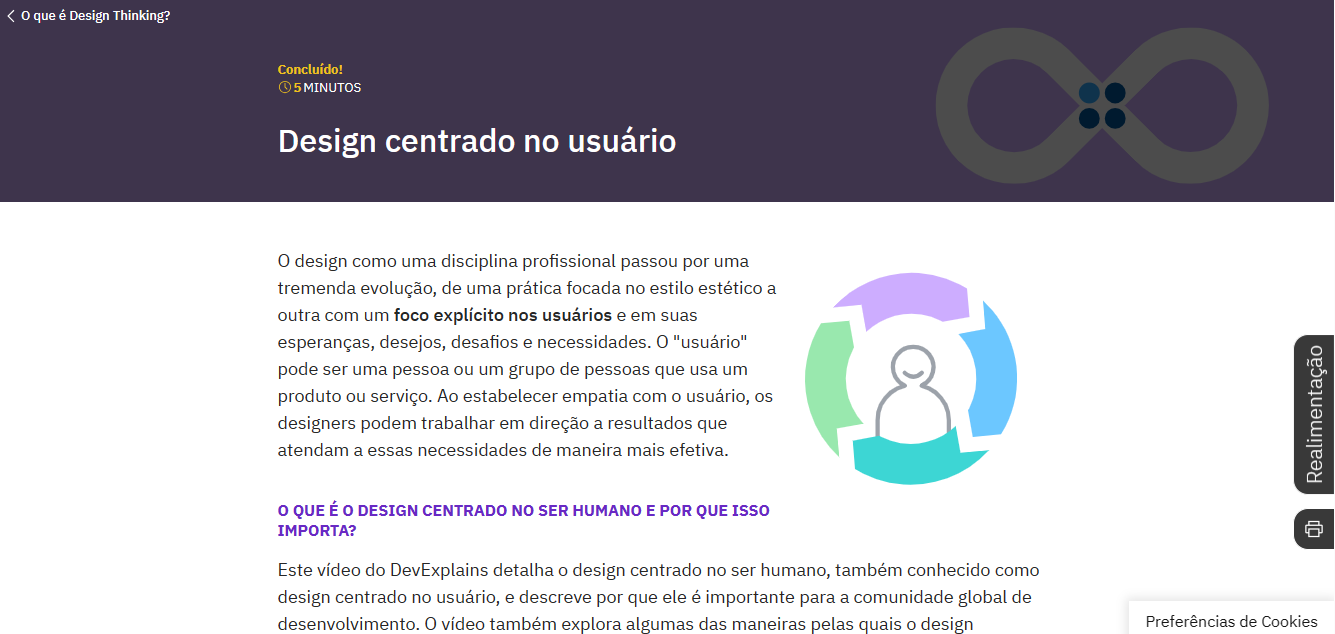 O que é Design Thinking?
Concluído!
5 MINUTOS
Design centrado no usuário
O design como uma disciplina profissional passou por uma
tremenda evolução, de uma prática focada no estilo estético a
outra com um foco explícito nos usuários e em suas
esperanças, desejos, desafios e necessidades. O "usuário"
pode ser uma pessoa ou um grupo de pessoas que usa um
produto ou serviço. Ao estabelecer empatia com o usuário, os
designers podem trabalhar em direção a resultados que
atendam a essas necessidades de maneira mais efetiva.
O QUE É O DESIGN CENTRADO NO SER HUMANO E POR QUE ISSO
IMPORTA?
Este vídeo do DevExplains detalha o design centrado no ser humano, também conhecido como
design centrado no usuário, e descreve por que ele é importante para a comunidade global de
desenvolvimento. O vídeo também explora algumas das maneiras pelas quais o design
Realimentação
Preferências de Cookies